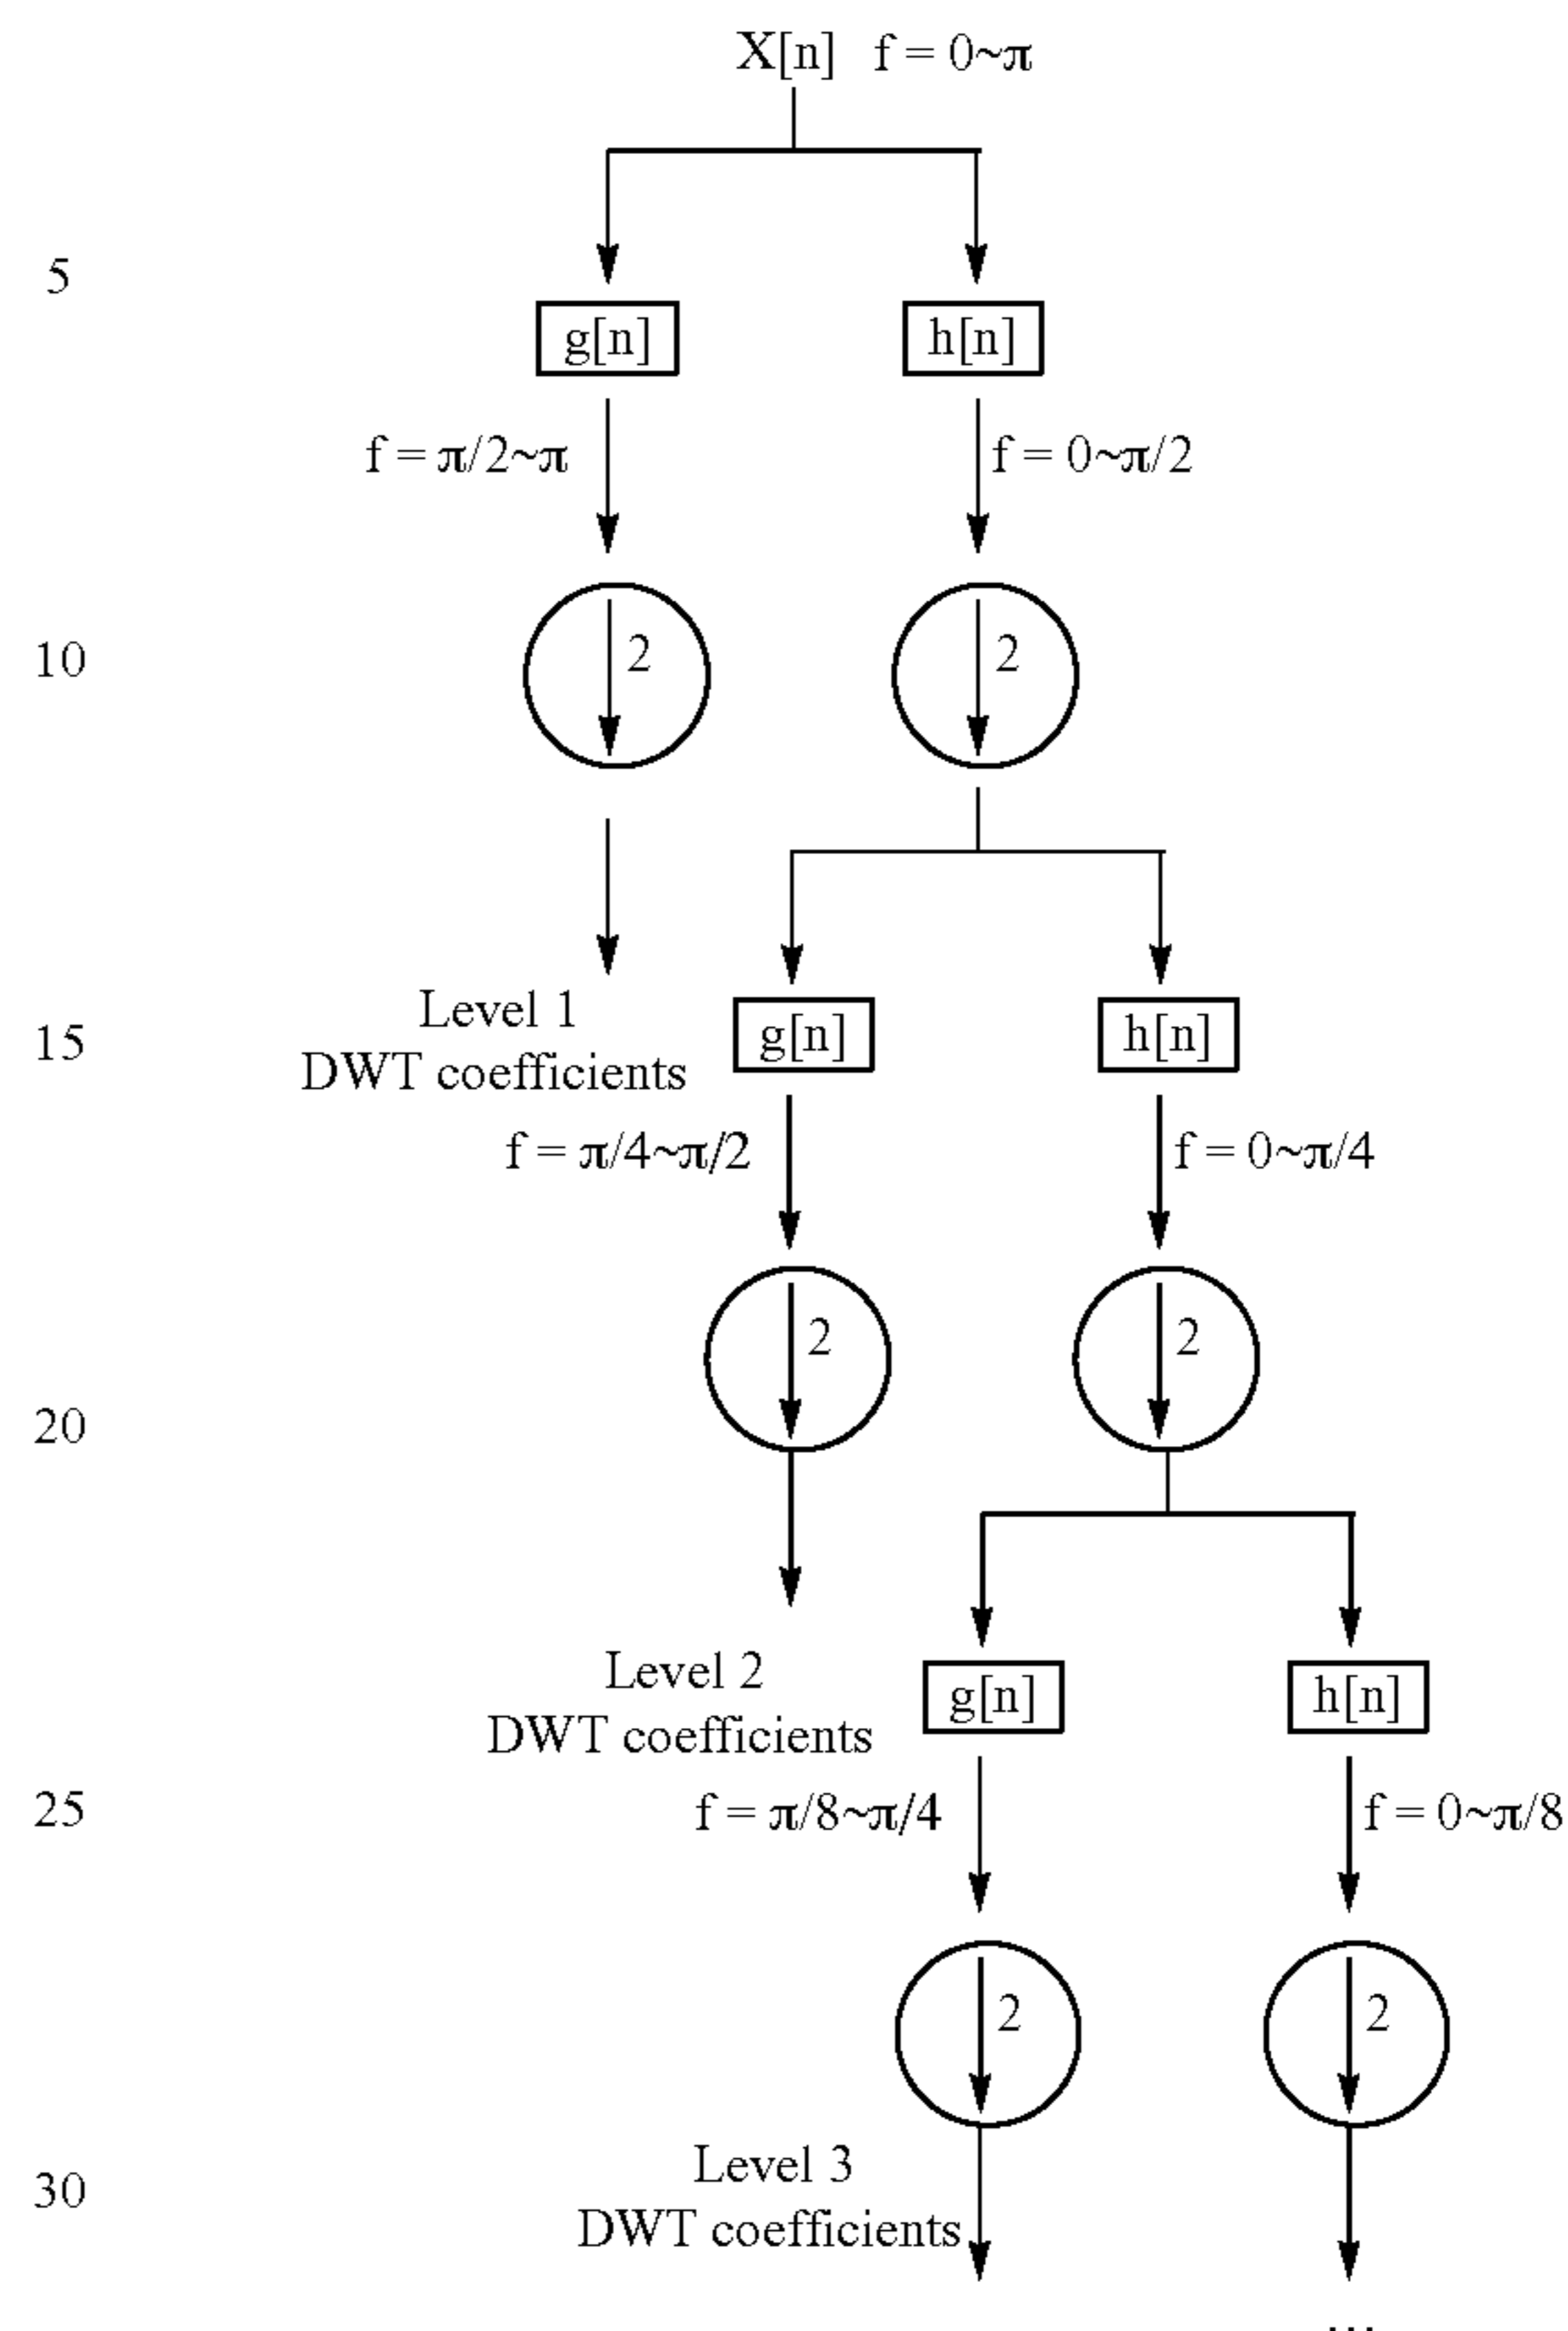 X[n] f = 0~π
5
g[n] h[n]
f = π/2~π f = 0~π/2
10
2 2
Level 1
15
DWT coefficients
g[n] h[n]
f = π/4~π/2 f = 0~π/4
2 2
20
Level 2
DWT coefficients
g[n] h[n]
25
f = π/8~π/4 f = 0~π/8
2 2
Level 3
30
DWT coefficients
...